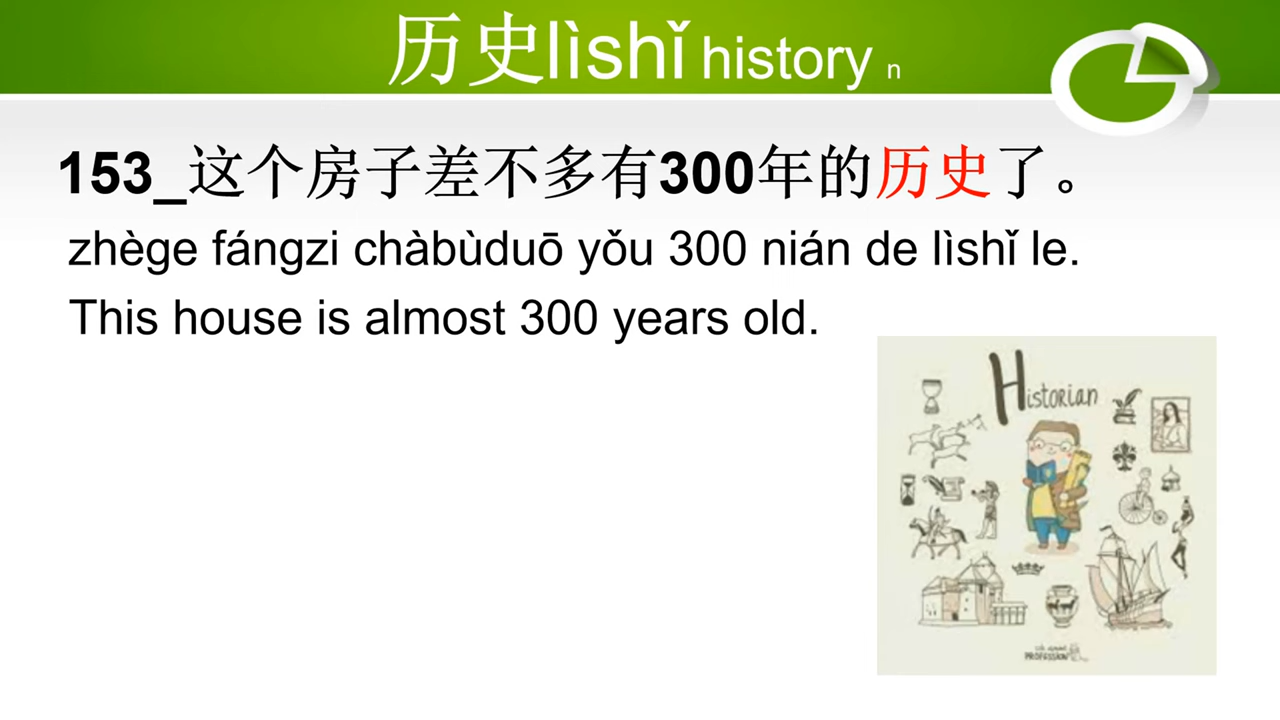 历史lìshǐ history n
153_这个房子差不多有300年的历史了。
zhège fángzi chàbùduō yǒu 300 nián de lìshǐ le.
This house is almost 300 years old.
Historian
PROFESSION